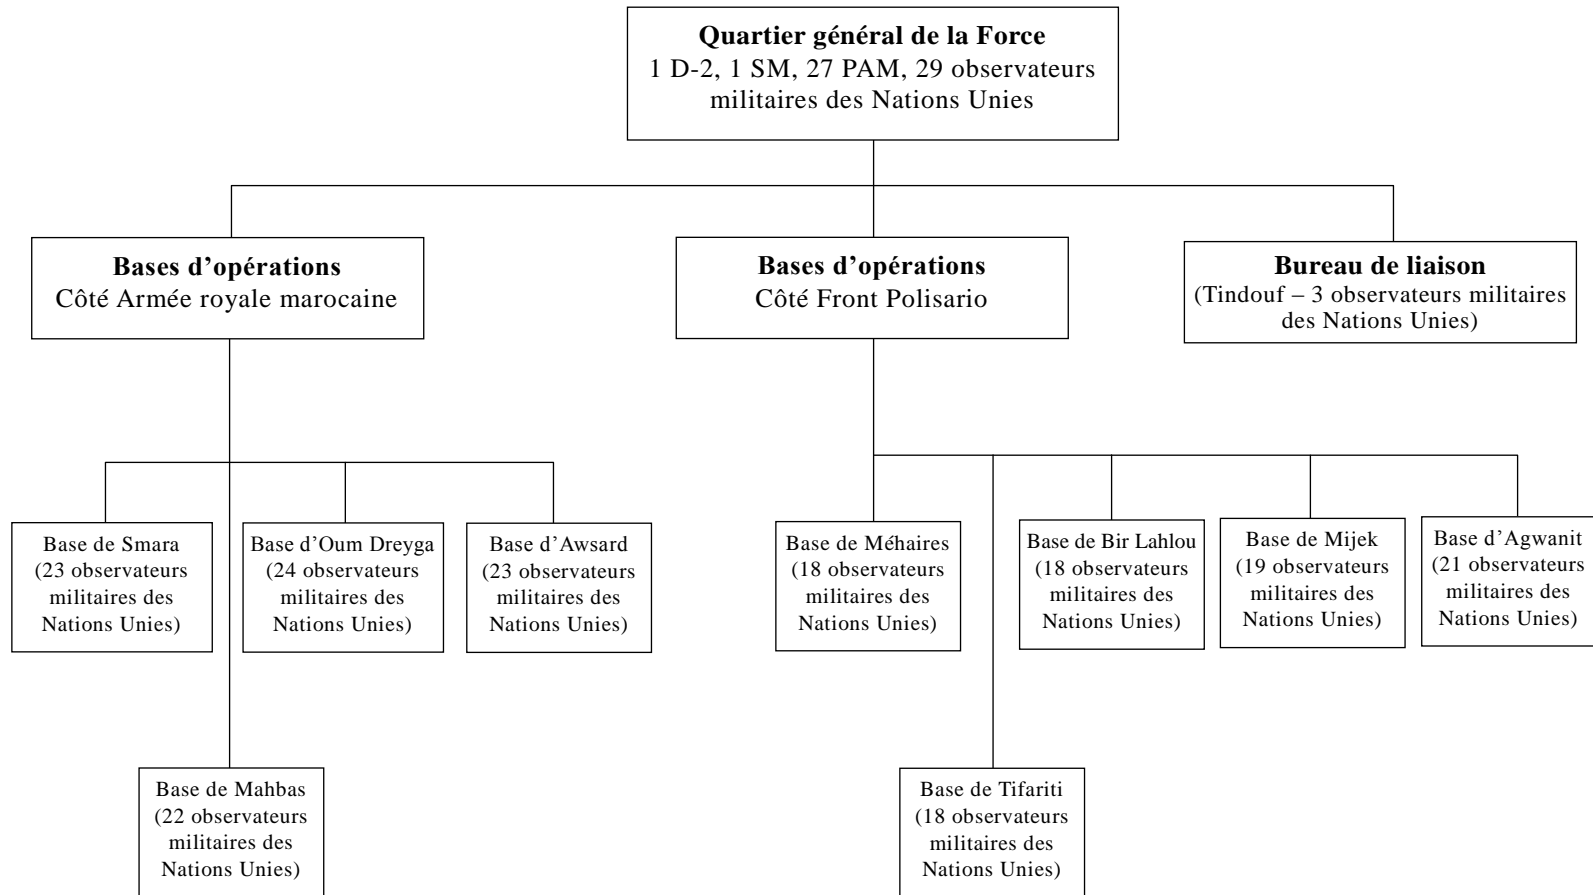 Quartier général de la Force
1 D-2, 1 SM, 27 PAM, 29 observateurs
militaires des Nations Unies
Bases d’opérations
Côté Armée royale marocaine
Bases d’opérations
Côté Front Polisario
Bureau de liaison
(Tindouf – 3 observateurs militaires
des Nations Unies)
Base de Smara
(23 observateurs
militaires des
Nations Unies)
Base d’Oum Dreyga
(24 observateurs
militaires des
Nations Unies)
Base d’Awsard
(23 observateurs
militaires des
Nations Unies)
Base de Méhaires
(18 observateurs
militaires des
Nations Unies)
Base de Bir Lahlou
(18 observateurs
militaires des
Nations Unies)
Base de Mijek
(19 observateurs
militaires des
Nations Unies)
Base d’Agwanit
(21 observateurs
militaires des
Nations Unies)
Base de Mahbas
(22 observateurs
militaires des
Nations Unies)
Base de Tifariti
(18 observateurs
militaires des
Nations Unies)